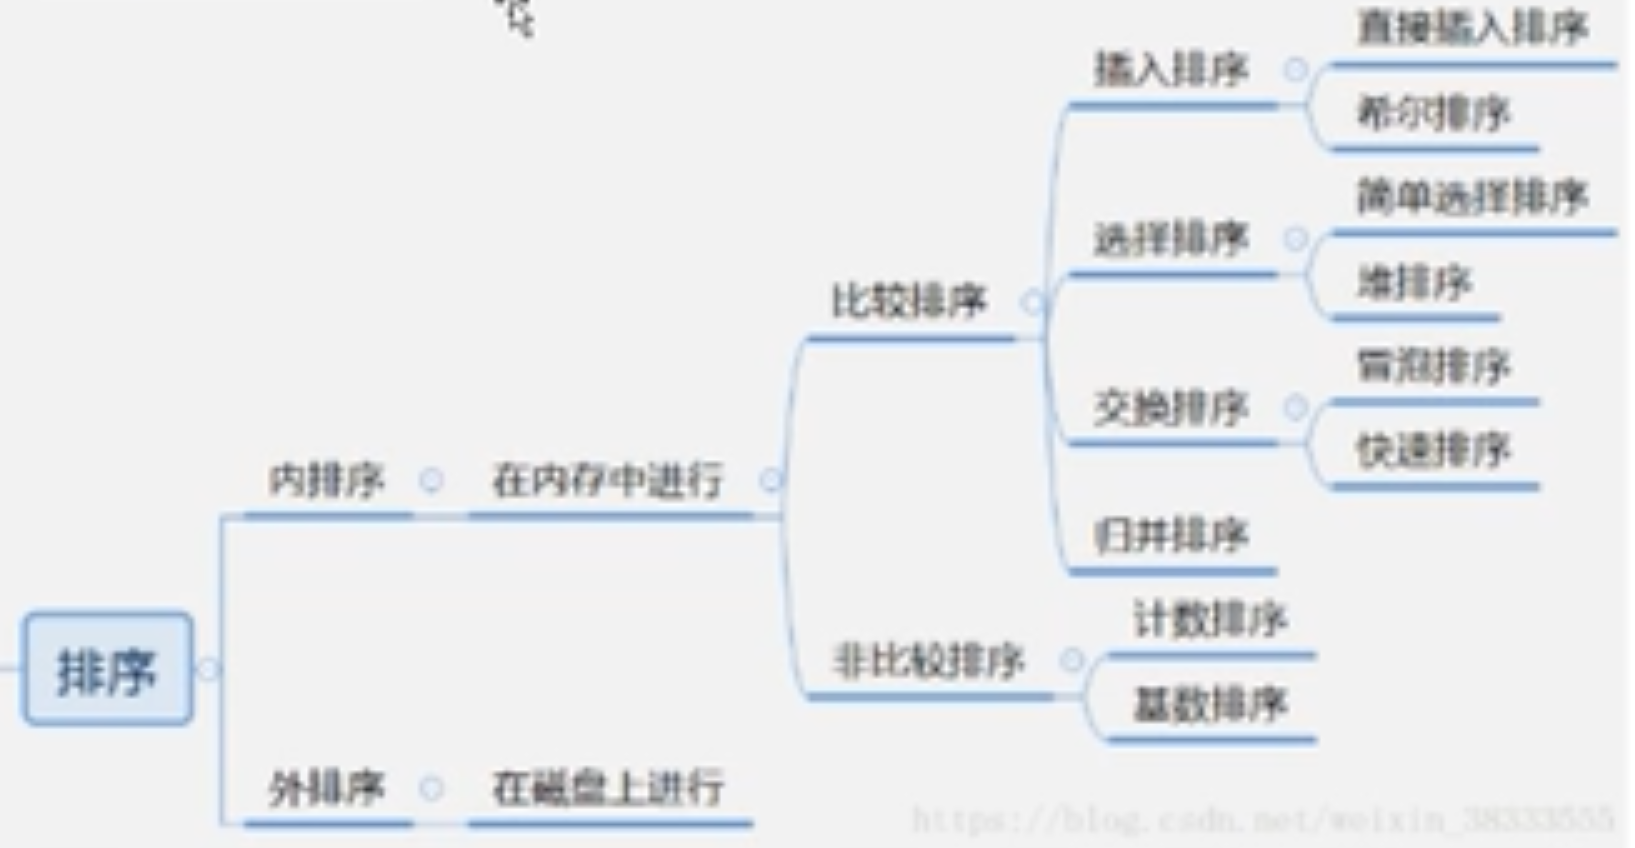 直接插入排序
插入排序
希尔排序
简单选择排序
选择排序
堆排序
比较排序
冒泡排序
交换排序
快速排序
内排序
在内存中进行
归并排序
计数排序
非比较排序
排序
基数排序
外排序
在磁盘上进行
https://blog.csdn.net/weixin_38333555